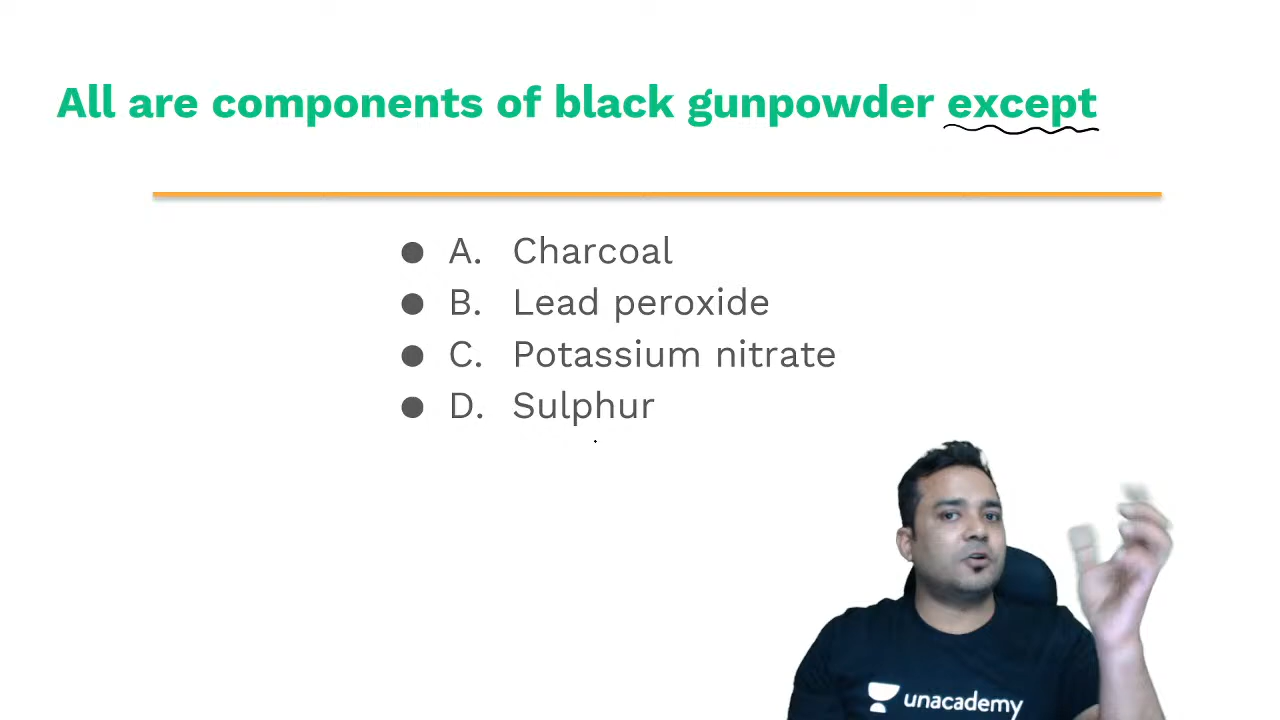 All are components of black gunpowder except
A. Charcoal
B. Lead peroxide
C. Potassium nitrate
D. Sulphur
unacademy